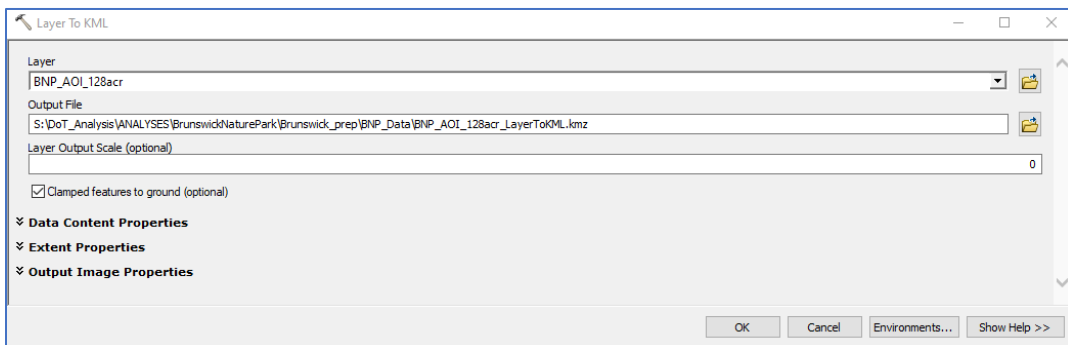 Layer To KML
Layer
BNP_AOI_128acr
Output File
S:\DoT_Analysis\ANALYSES\BrunswickNaturePark\Brunswick_prep\BNP_Data\BNP_AOI_128acr_LayerToKML.kmz
Layer Output Scale (optional)
0
Clamped features to ground (optional)
Data Content Properties
Extent Properties
Output Image Properties
OK Cancel Environments... Show Help >>